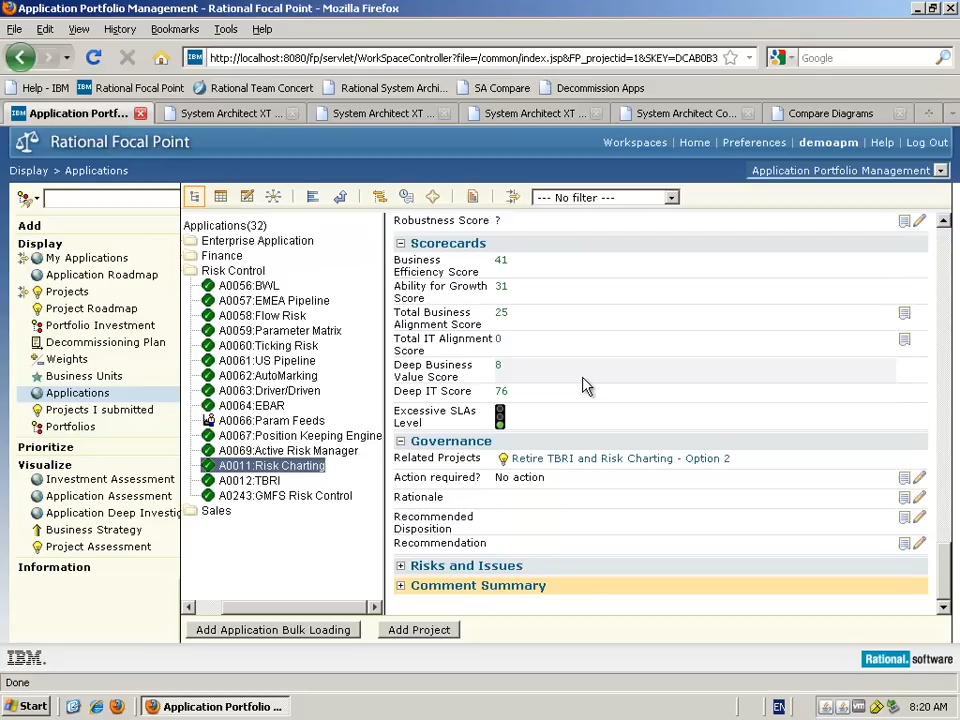 Application Portfolio Management - Rational Focal Point - Mozilla Firefox
File Edit View History Bookmarks Tools Help
IBM http://localhost:8080/fp/servlet/WorkSpaceController?file=/common/index.jsp&FP_projectid=1&SKEY=DCAB0B3 Google
Help - IBM IBM Rational Focal Point Rational Team Concert Rational System Archi... SA Compare Decommission Apps
IBM Application Portf... System Architect XT ... System Architect XT ... System Architect XT ... System Architect Co... Compare Diagrams
Rational Focal Point Workspaces | Home | Preferences | demoapm | Help | Log Out
Display > Applications Application Portfolio Management
--- No filter ---
Add
Display
My Applications
Application Roadmap
Projects
Project Roadmap
Portfolio Investment
Decommissioning Plan
Weights
Business Units
Applications
Projects I submitted
Portfolios
Prioritize
Visualize
Investment Assessment
Application Assessment
Application Deep Investig
Business Strategy
Project Assessment
Information
Applications(32)
Enterprise Application
Finance
Risk Control
A0056:BWL
A0057:EMEA Pipeline
A0058:Flow Risk
A0059:Parameter Matrix
A0060:Ticking Risk
A0061:US Pipeline
A0062:AutoMarking
A0063:Driver/Driven
A0064:EBAR
A0066:Param Feeds
A0067:Position Keeping Engine
A0069:Active Risk Manager
A0011:Risk Charting
A0012:TBRI
A0243:GMFS Risk Control
Sales
Robustness Score ?
Scorecards
Business Efficiency Score 41
Ability for Growth Score 31
Total Business Alignment Score 25
Total IT Alignment Score 0
Deep Business Value Score 8
Deep IT Score 76
Excessive SLAs Level
Governance
Related Projects Retire TBRI and Risk Charting - Option 2
Action required? No action
Rationale
Recommended Disposition
Recommendation
Risks and Issues
Comment Summary
Add Application Bulk Loading Add Project
IBM. Rational. software
Done
Start Application Portfolio ... EN 8:20 AM